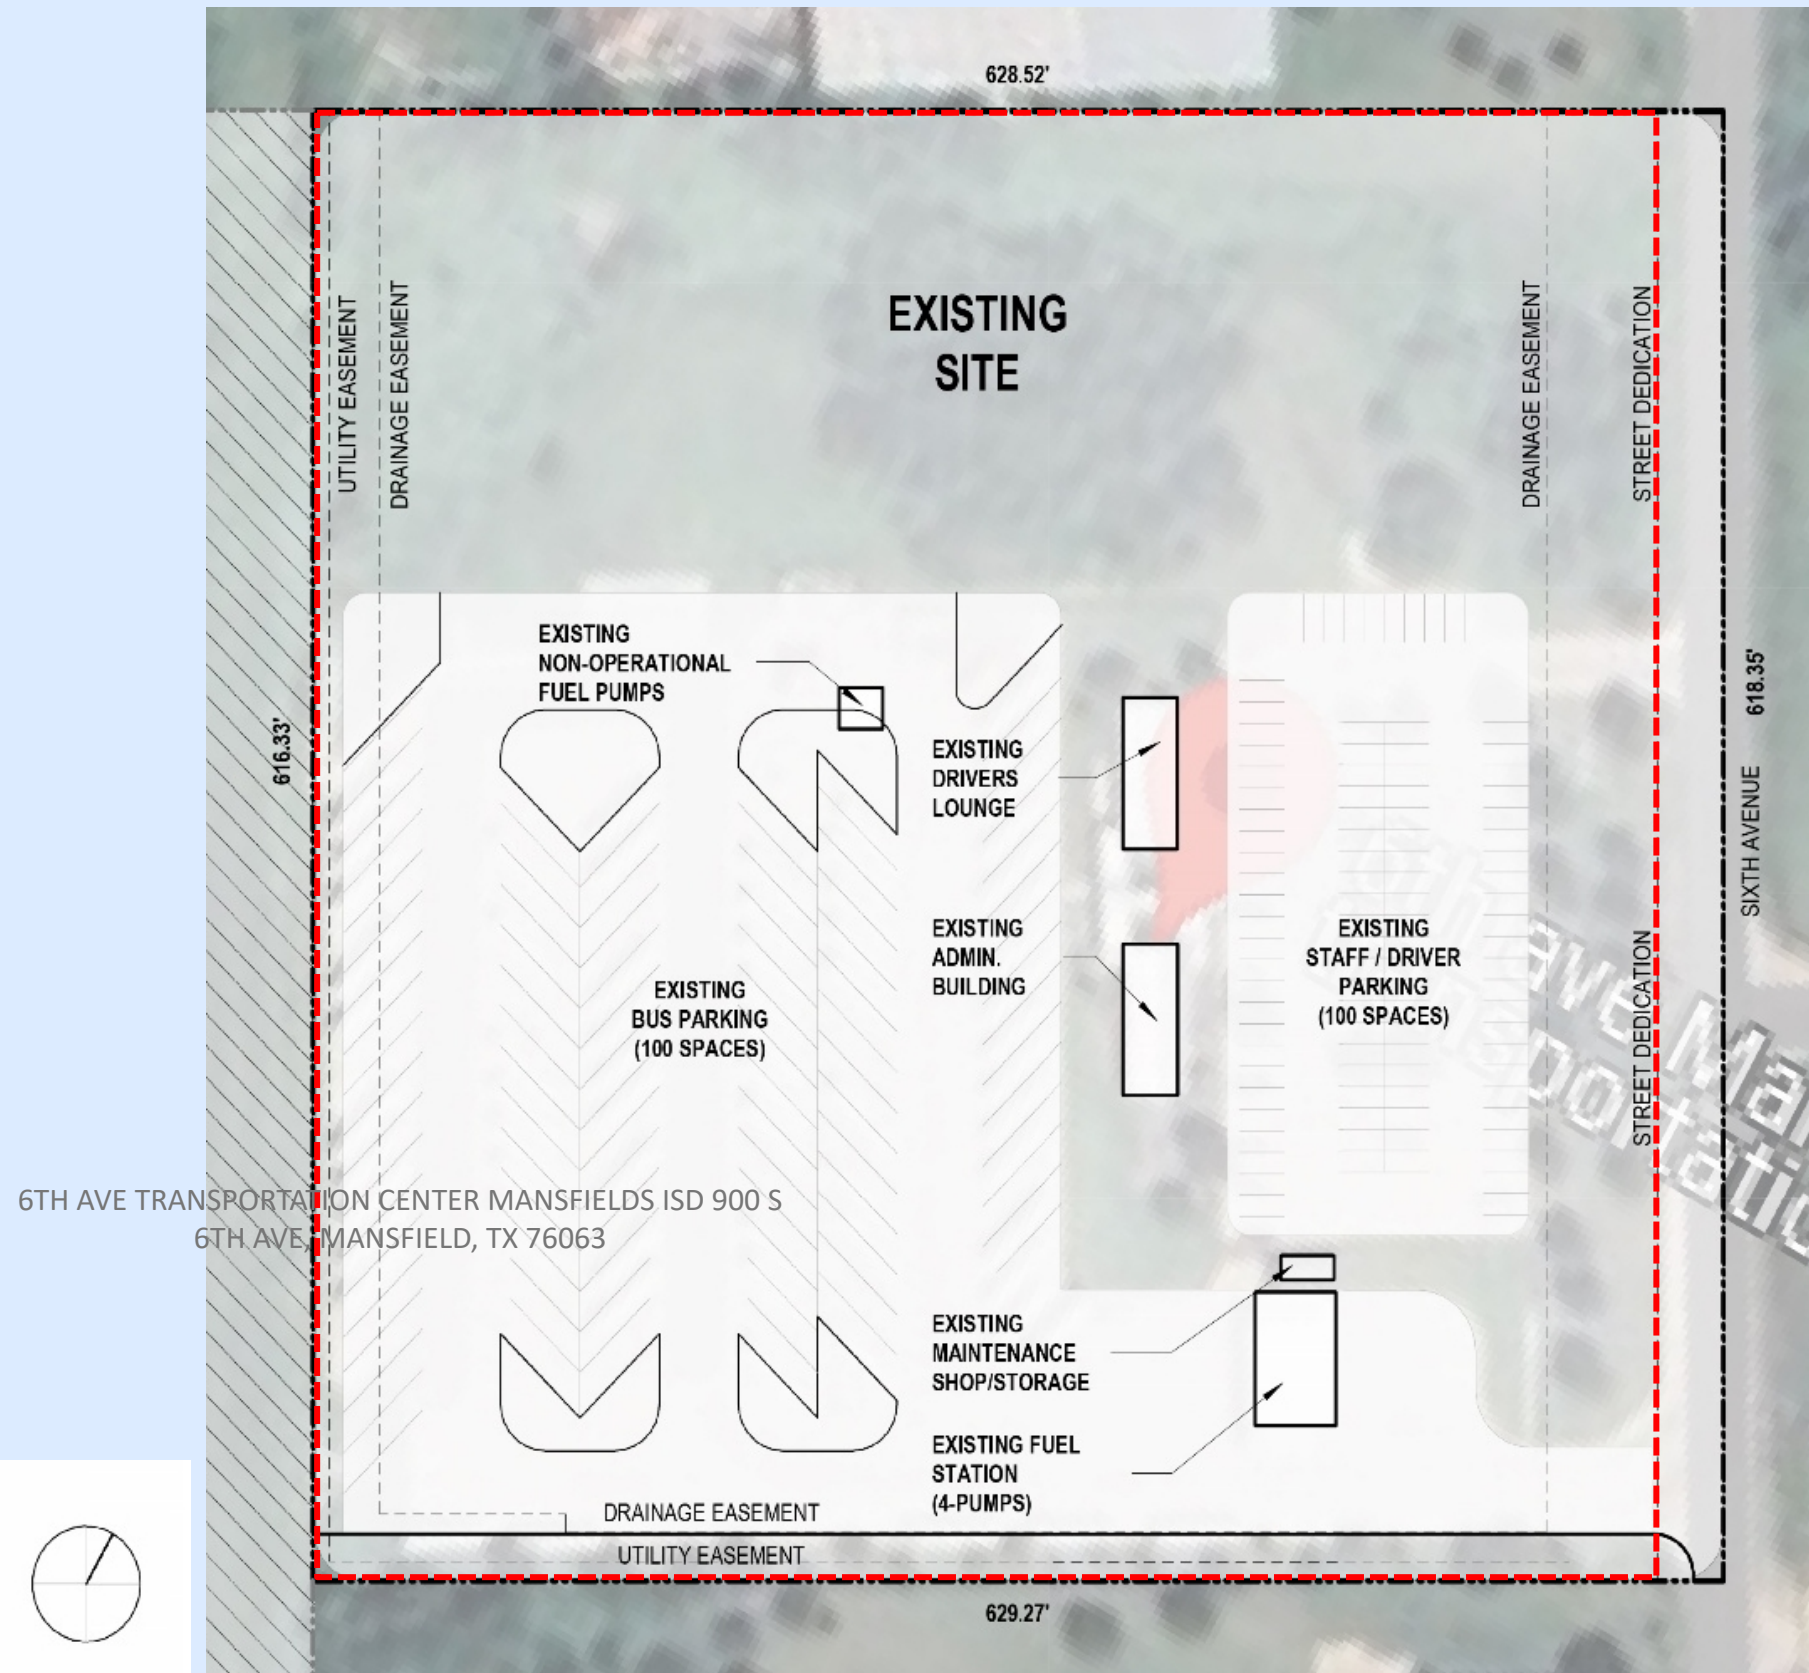 628.52'
EXISTING
SITE
UTILITY EASEMENT
DRAINAGE EASEMENT
DRAINAGE EASEMENT
STREET DEDICATION
EXISTING
NON-OPERATIONAL
FUEL PUMPS
616.33'
618.35'
SIXTH AVENUE
EXISTING
DRIVERS
LOUNGE
EXISTING
ADMIN.
BUILDING
EXISTING
STAFF / DRIVER
PARKING
(100 SPACES)
EXISTING
BUS PARKING
(100 SPACES)
STREET DEDICATION
6TH AVE TRANSPORTATION CENTER MANSFIELDS ISD 900 S
6TH AVE, MANSFIELD, TX 76063
EXISTING
MAINTENANCE
SHOP/STORAGE
EXISTING FUEL
STATION
(4-PUMPS)
DRAINAGE EASEMENT
UTILITY EASEMENT
629.27'